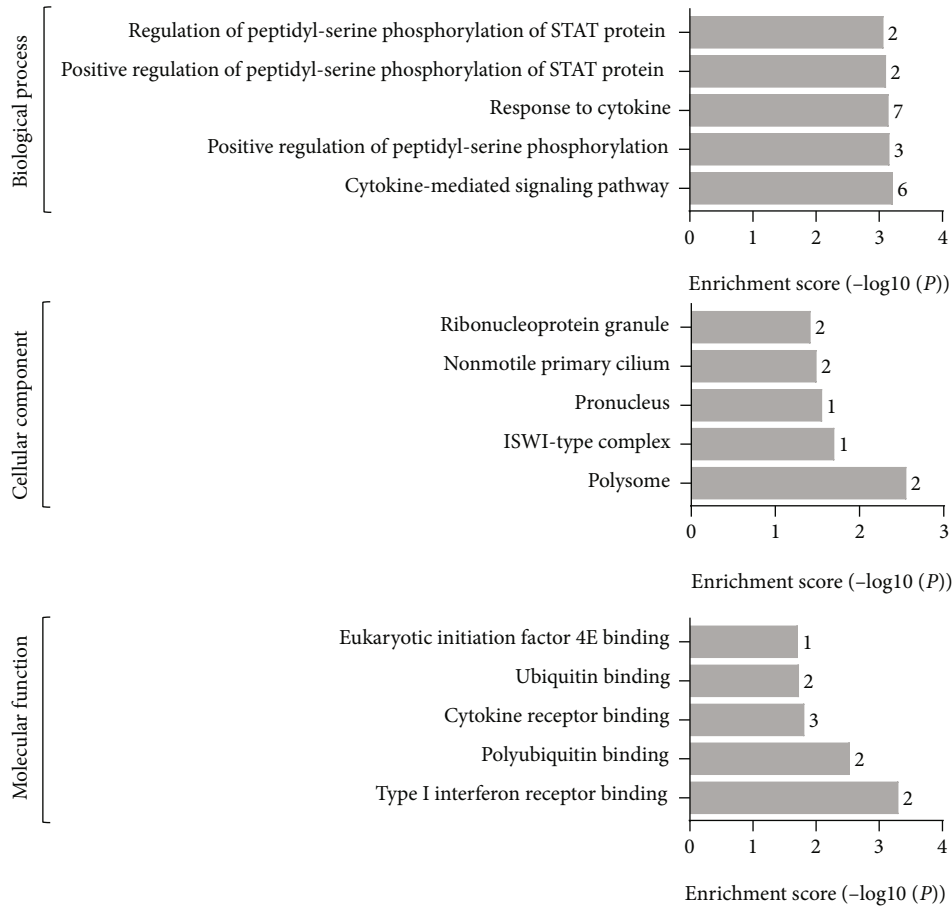 Biological process
Regulation of peptidyl-serine phosphorylation of STAT protein 2
Positive regulation of peptidyl-serine phosphorylation of STAT protein 2
Response to cytokine 7
Positive regulation of peptidyl-serine phosphorylation 3
Cytokine-mediated signaling pathway 6
0 1 2 3 4
Enrichment score (–log10 (P))
Cellular component
Ribonucleoprotein granule 2
Nonmotile primary cilium 2
Pronucleus 1
ISWI-type complex 1
Polysome 2
0 1 2 3
Enrichment score (–log10 (P))
Molecular function
Eukaryotic initiation factor 4E binding 1
Ubiquitin binding 2
Cytokine receptor binding 3
Polyubiquitin binding 2
Type I interferon receptor binding 2
0 1 2 3 4
Enrichment score (–log10 (P))